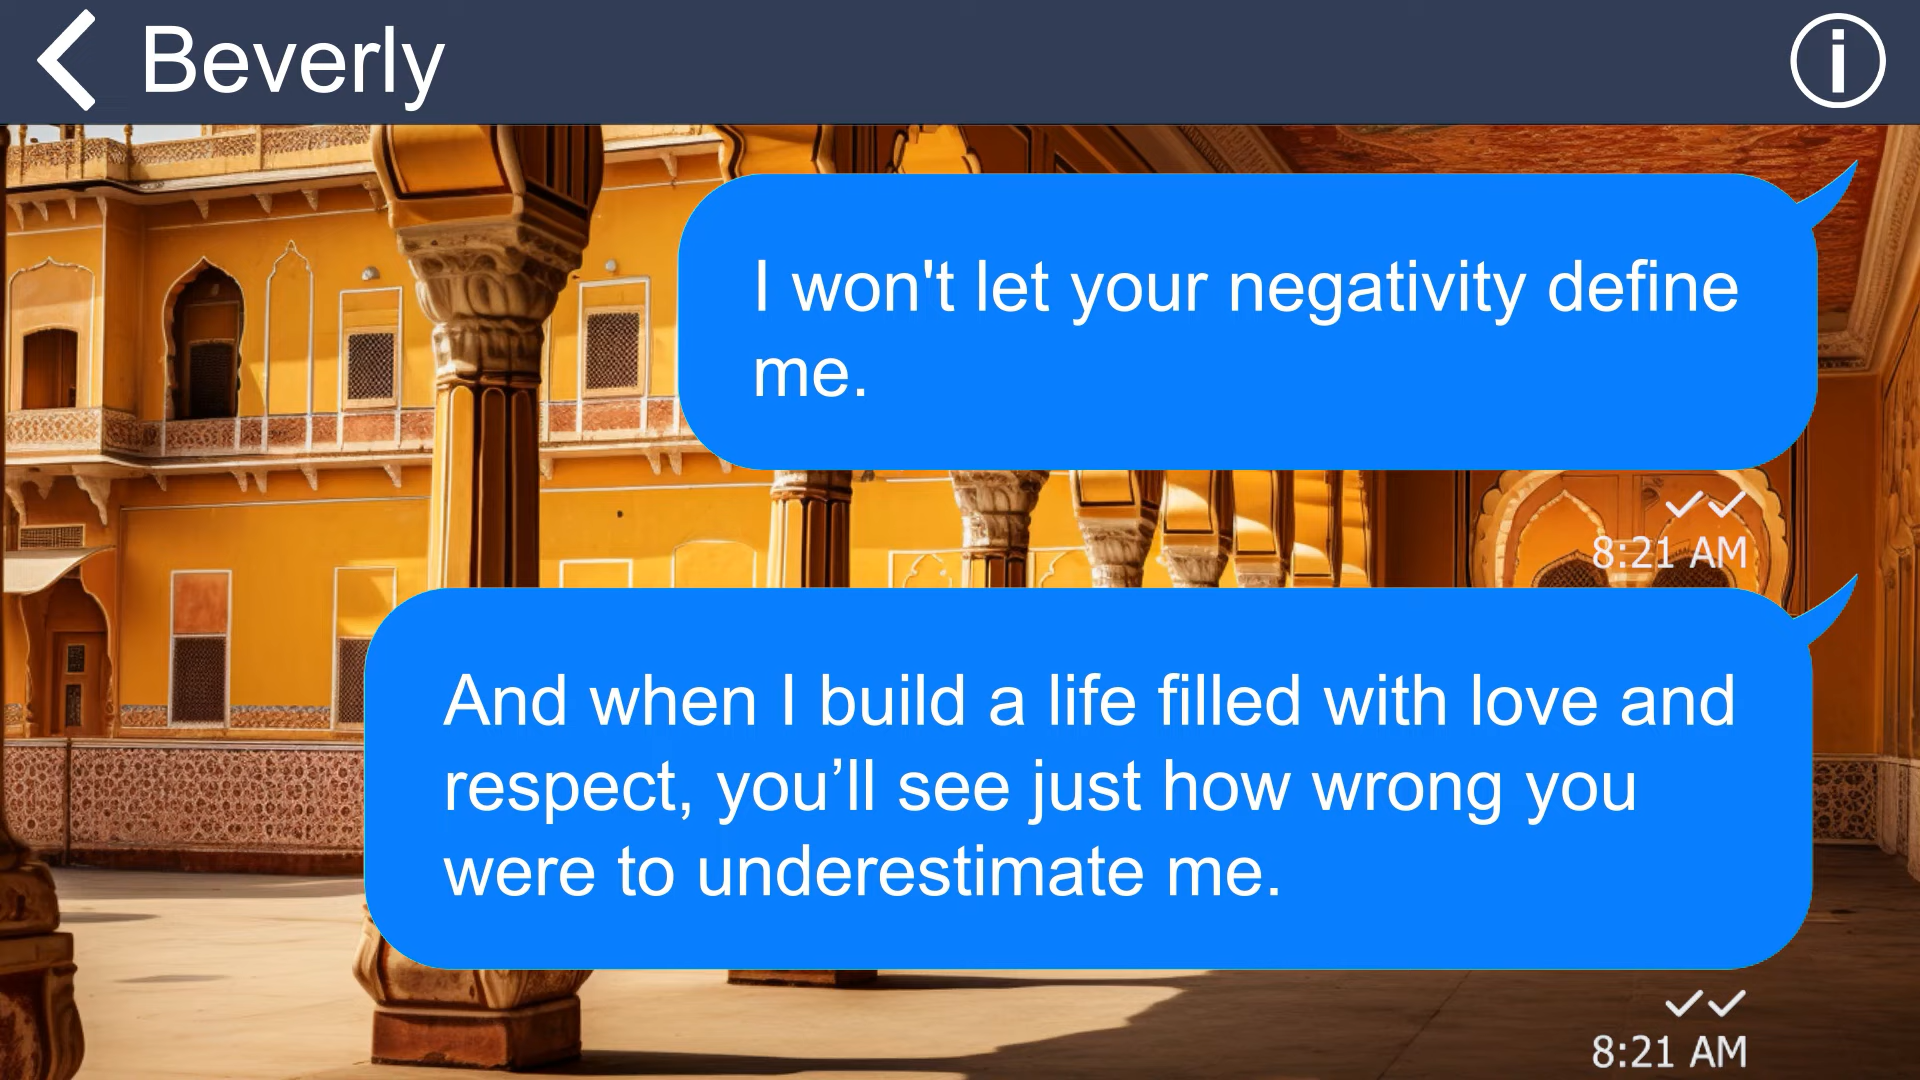 Beverly
I won't let your negativity define
me.
8:21 AM
And when I build a life filled with love and
respect, you’ll see just how wrong you
were to underestimate me.
8:21 AM